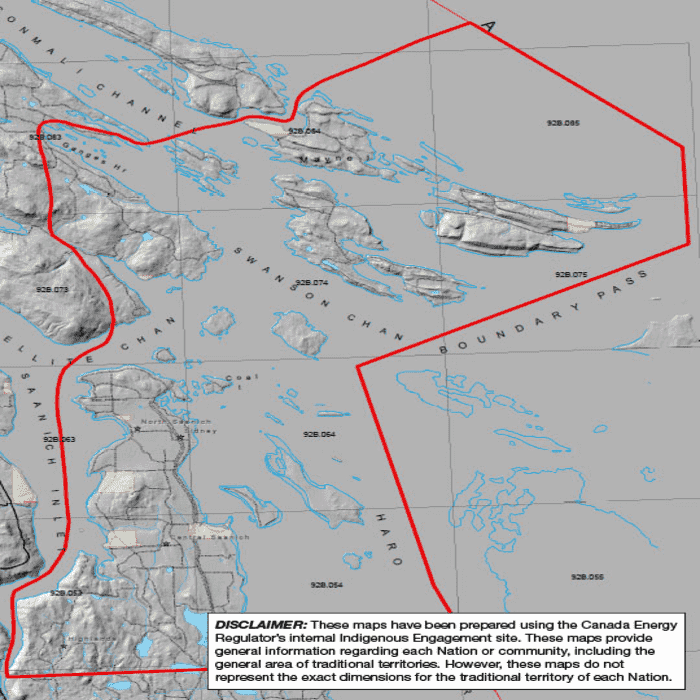 A
TRINCOMALI CHANNEL
92B.085
92B.083
92B.084
Ganges Hr
Mayne
SWANSON CHAN
92B.074
92B.075
92B.073
BOUNDARY PASS
ELLITE CHAN
Coal
I
SAANICH INLET
North Saanich
Sidney
92B.063
92B.064
HARO
Central Saanich
92B.055
92B.054
92B.053
Highlands
DISCLAIMER: These maps have been prepared using the Canada Energy
Regulator's internal Indigenous Engagement site. These maps provide
general information regarding each Nation or community, including the
general area of traditional territories. However, these maps do not
represent the exact dimensions for the traditional territory of each Nation.